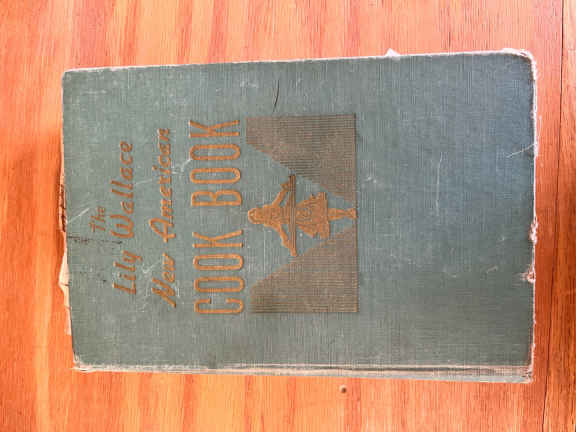 The
Lily Wallace
New American
COOK BOOK